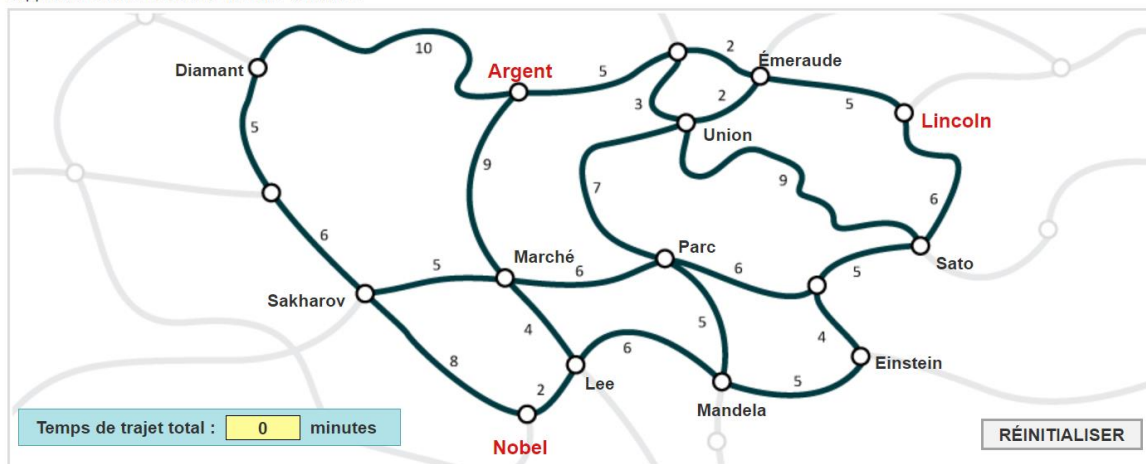 10
Diamant
Argent
5
2
Émeraude
3
2
5
Lincoln
5
Union
9
7
9
6
6
Marché
Parc
Sakharov
5
6
6
5
Sato
4
5
4
8
6
Einstein
2
Lee
5
Mandela
Temps de trajet total : 0 minutes
Nobel
RÉINITIALISER